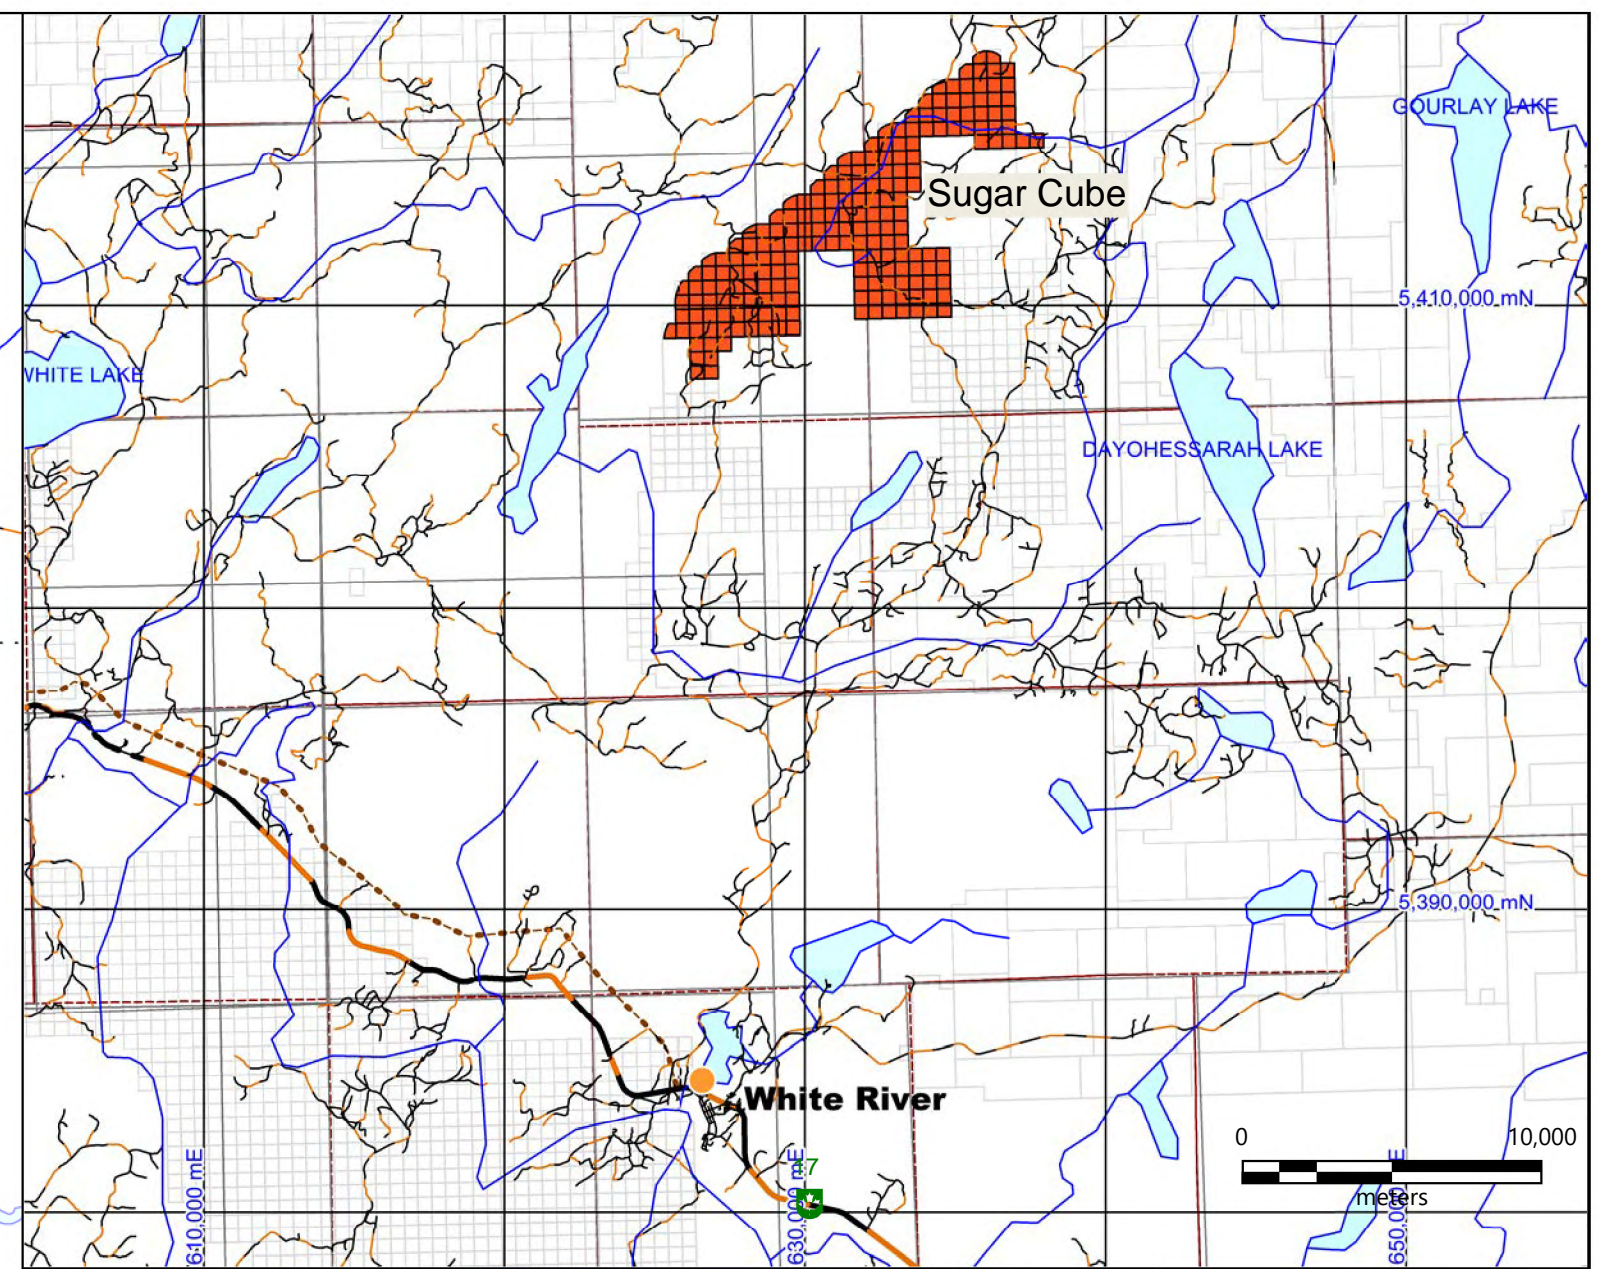 GOURLAY LAKE
Sugar Cube
5,410,000 mN
WHITE LAKE
DAYOHESSARAH LAKE
5,390,000 mN
White River
0 10,000
meters
17
610,000 mE
630,000 mE
650,000 E